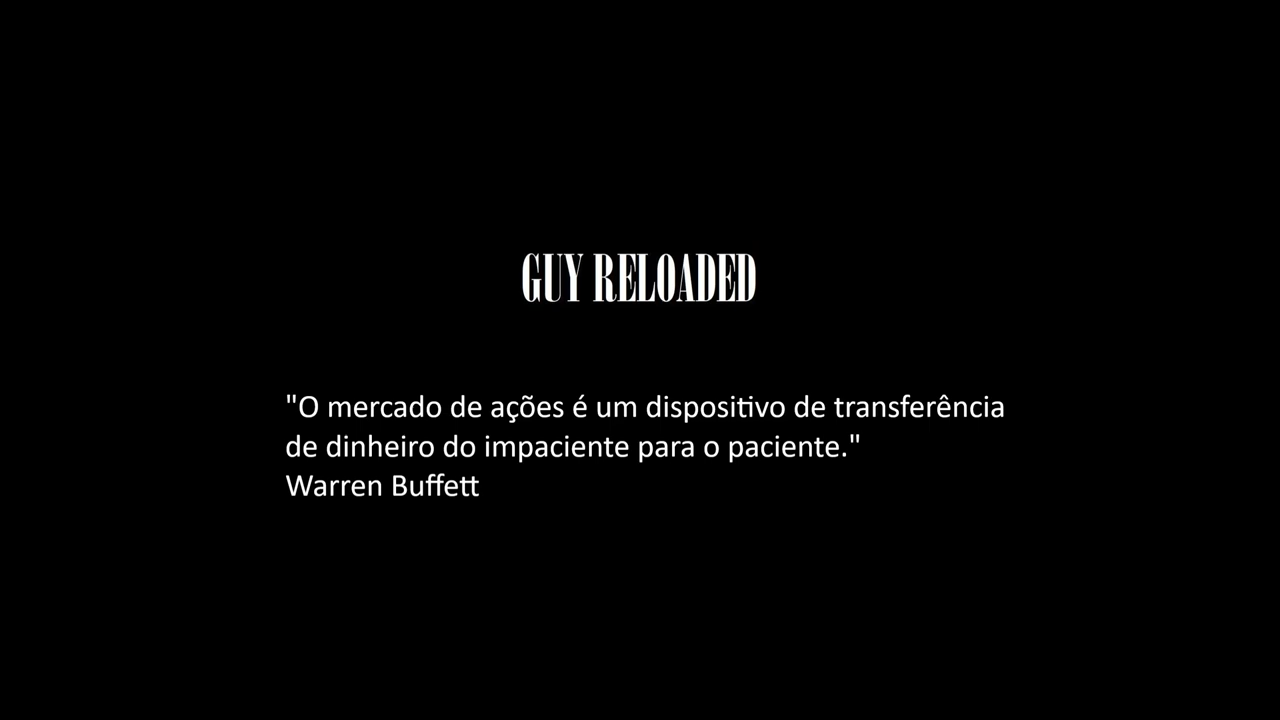 GUY RELOADED
"O mercado de ações é um dispositivo de transferência
de dinheiro do impaciente para o paciente."
Warren Buffett